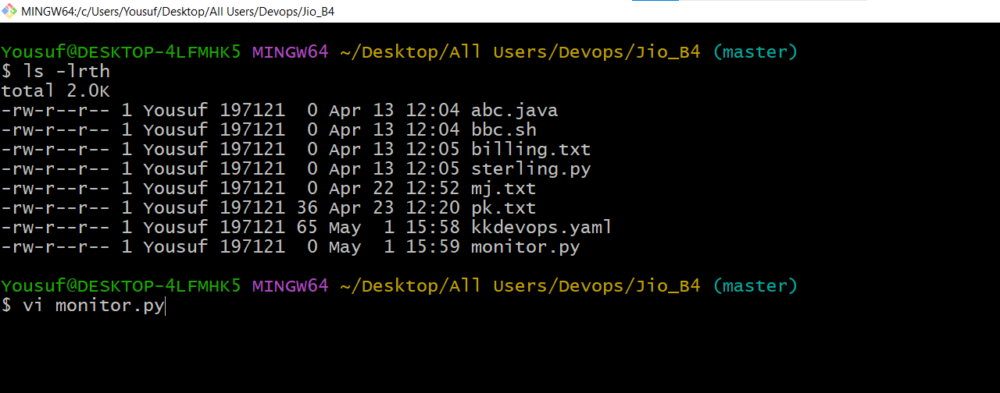 MINGW64:/c/Users/Yousuf/Desktop/All Users/Devops/Jio_B4
Yousuf@DESKTOP-4LFMHK5 MINGW64 ~/Desktop/All Users/Devops/Jio_B4 (master)
$ ls -lrth
total 2.0K
-rw-r--r-- 1 Yousuf 197121  0 Apr 13 12:04 abc.java
-rw-r--r-- 1 Yousuf 197121  0 Apr 13 12:04 bbc.sh
-rw-r--r-- 1 Yousuf 197121  0 Apr 13 12:05 billing.txt
-rw-r--r-- 1 Yousuf 197121  0 Apr 13 12:05 sterling.py
-rw-r--r-- 1 Yousuf 197121  0 Apr 22 12:52 mj.txt
-rw-r--r-- 1 Yousuf 197121 36 Apr 23 12:20 pk.txt
-rw-r--r-- 1 Yousuf 197121 65 May  1 15:58 kkdevops.yaml
-rw-r--r-- 1 Yousuf 197121  0 May  1 15:59 monitor.py
Yousuf@DESKTOP-4LFMHK5 MINGW64 ~/Desktop/All Users/Devops/Jio_B4 (master)
$ vi monitor.py